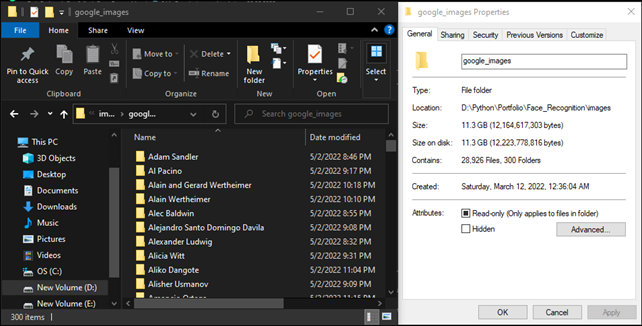 google_images
File
Home
Share
View
Pin to Quick access
Copy
Paste
Clipboard
Move to
Copy to
Delete
Rename
Organize
New folder
New
Properties
Open
Select
im...
googl...
Search google_images
This PC
3D Objects
Desktop
Documents
Downloads
Music
Pictures
Videos
OS (C:)
New Volume (D:)
New Volume (E:)
Name
Date modified
Adam Sandler 5/2/2022 8:46 PM
Al Pacino 5/2/2022 9:17 PM
Alain and Gerard Wertheimer 5/2/2022 10:18 PM
Alain Wertheimer 5/2/2022 10:10 PM
Alec Baldwin 5/2/2022 8:55 PM
Alejandro Santo Domingo Davila 5/2/2022 9:08 PM
Alexander Ludwig 5/2/2022 8:32 PM
Alicia Witt 5/2/2022 9:31 PM
Aliko Dangote 5/2/2022 11:04 PM
Alisher Usmanov 5/2/2022 9:09 PM
300 items
google_images Properties
General
Sharing
Security
Previous Versions
Customize
google_images
Type: File folder
Location: D:\Python\Portfolio\Face_Recognition\images
Size: 11.3 GB (12,164,617,303 bytes)
Size on disk: 11.3 GB (12,223,778,816 bytes)
Contains: 28,926 Files, 300 Folders
Created: Saturday, March 12, 2022, 12:36:04 AM
Attributes: Read-only (Only applies to files in folder)
Hidden
Advanced...
OK
Cancel
Apply